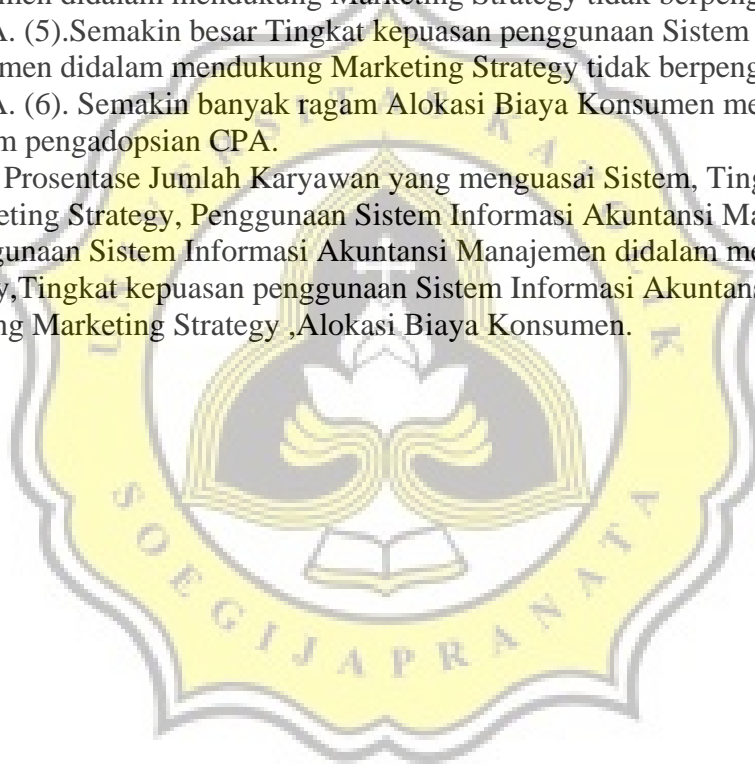 men didalam mendukung Marketing Strategy tidak berpeng
A. (5).Semakin besar Tingkat kepuasan penggunaan Sistem
men didalam mendukung Marketing Strategy tidak berpeng
A. (6). Semakin banyak ragam Alokasi Biaya Konsumen me
m pengadopsian CPA.
Prosentase Jumlah Karyawan yang menguasai Sistem, Ting
eting Strategy, Penggunaan Sistem Informasi Akuntansi Ma
gunaan Sistem Informasi Akuntansi Manajemen didalam me
y,Tingkat kepuasan penggunaan Sistem Informasi Akuntans
ng Marketing Strategy ,Alokasi Biaya Konsumen.
UNIVERSITAS KATOLIK
SOEGIJAPRANATA